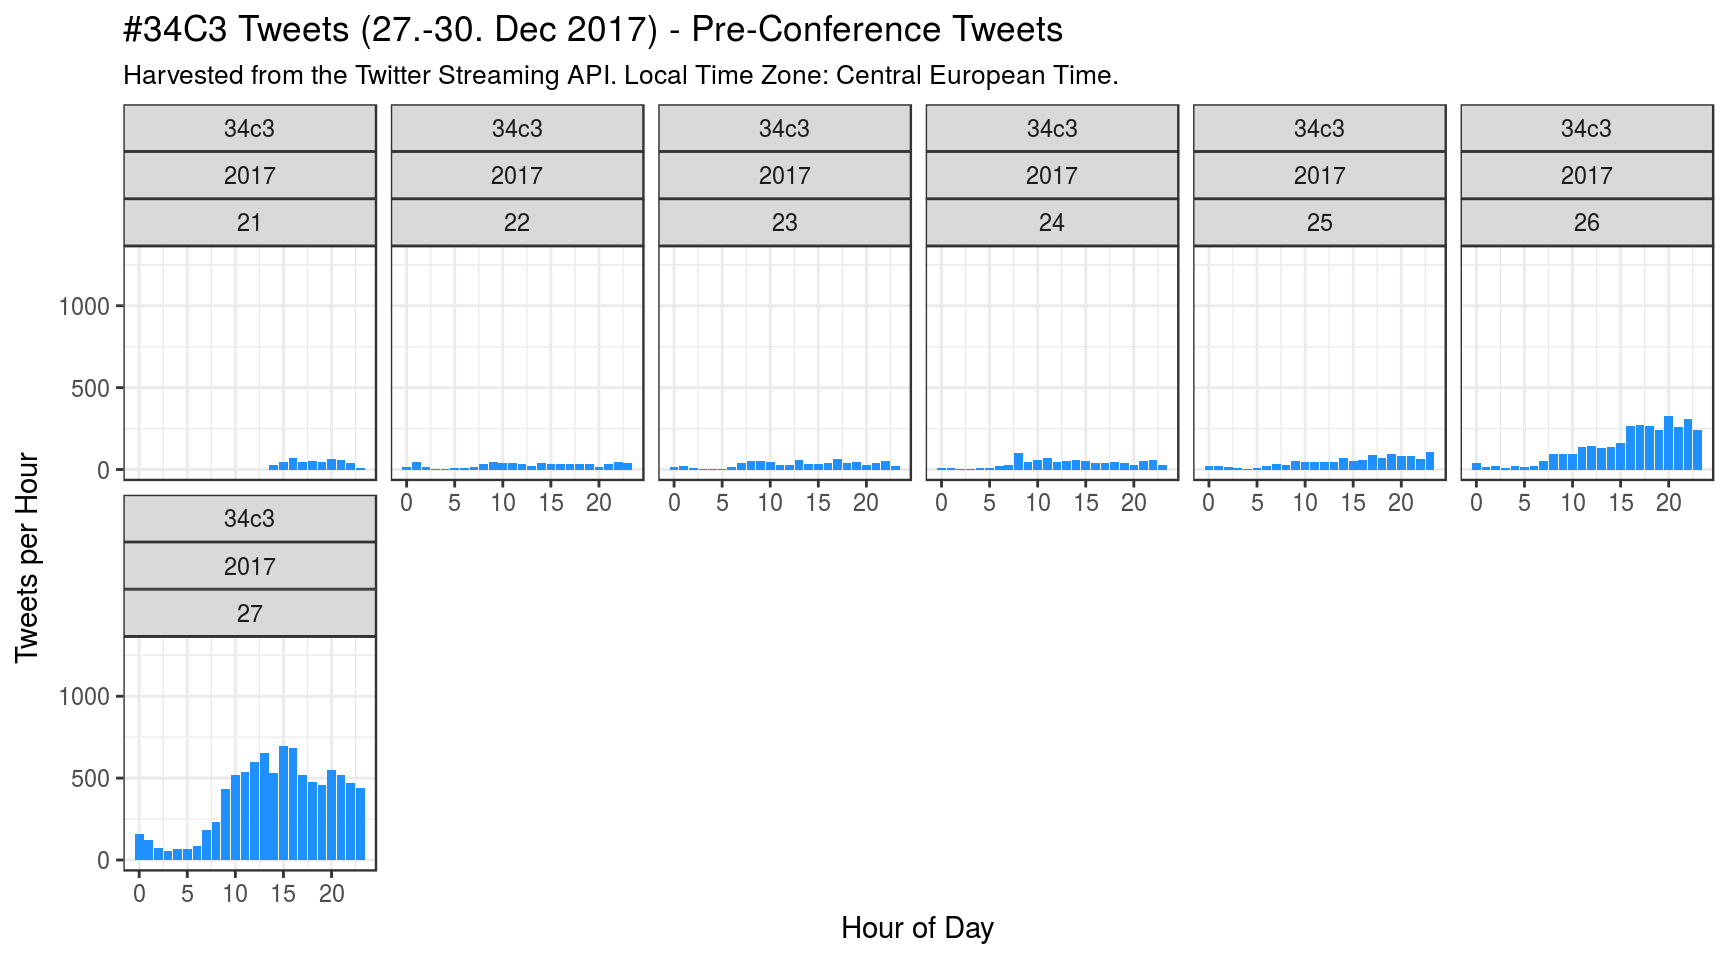 #34C3 Tweets (27.-30. Dec 2017) - Pre-Conference Tweets
Harvested from the Twitter Streaming API. Local Time Zone: Central European Time.
34c3 34c3 34c3 34c3 34c3 34c3
2017 2017 2017 2017 2017 2017
21 22 23 24 25 26
1000
500
0
0 5 10 15 20 0 5 10 15 20 0 5 10 15 20 0 5 10 15 20 0 5 10 15 20
34c3
2017
27
Tweets per Hour
1000
500
0
0 5 10 15 20
Hour of Day